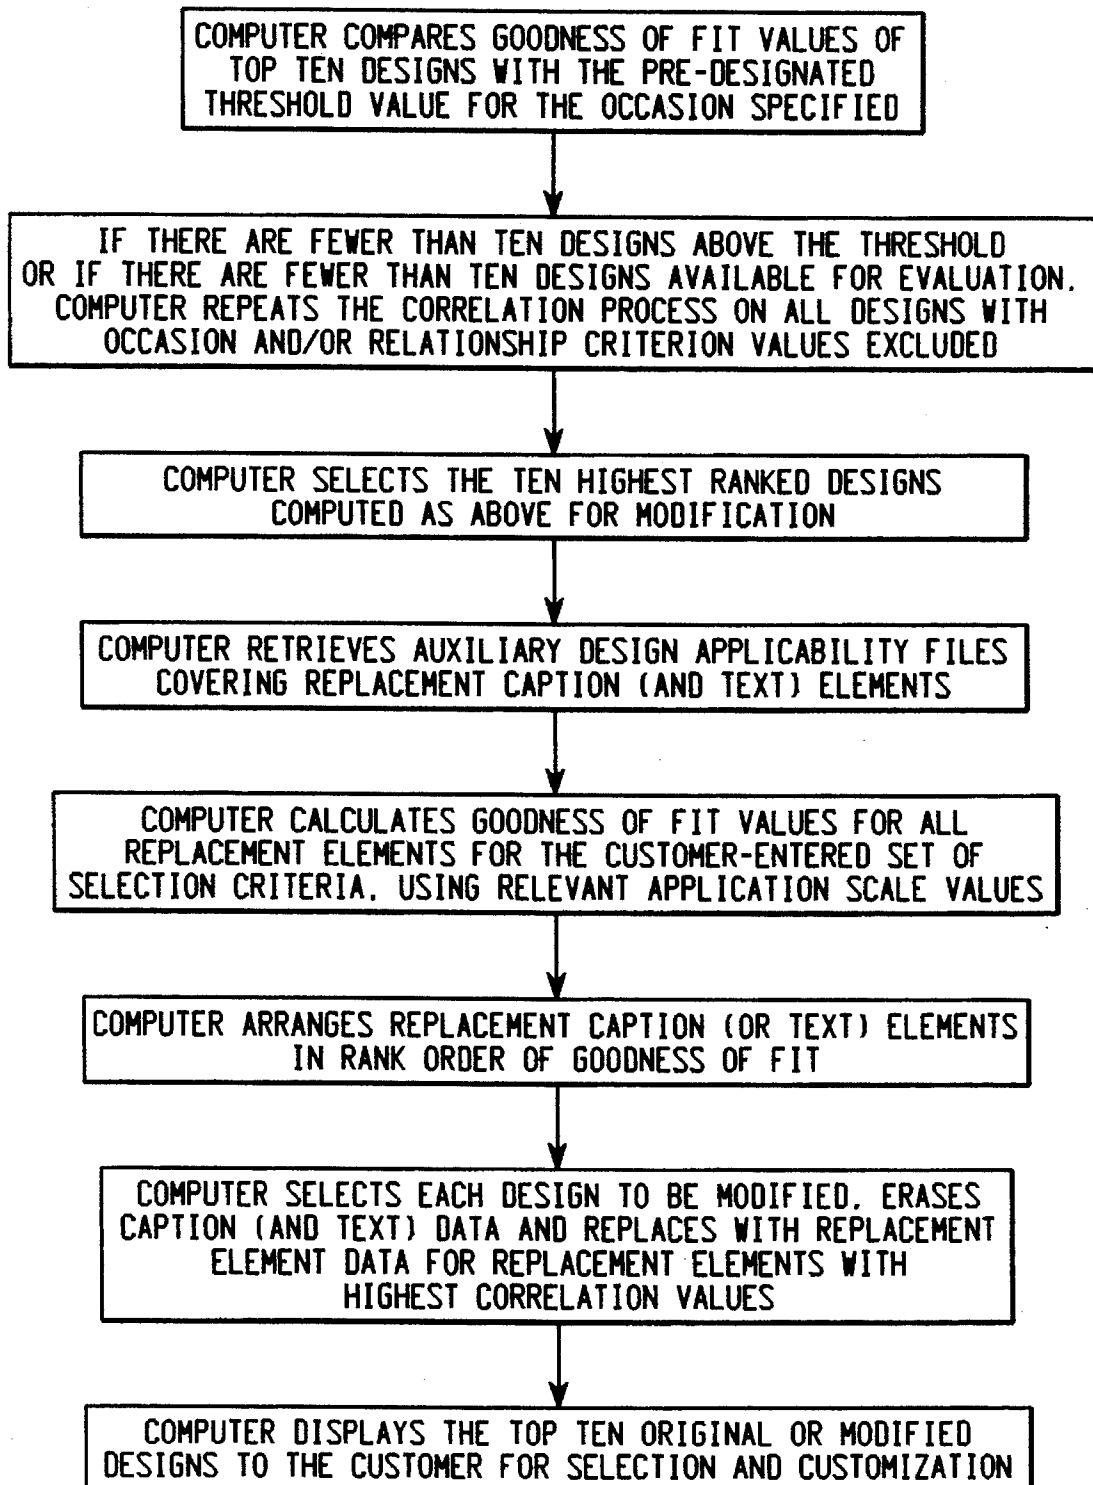 COMPUTER COMPARES GOODNESS OF FIT VALUES OF
TOP TEN DESIGNS WITH THE PRE-DESIGNATED
THRESHOLD VALUE FOR THE OCCASION SPECIFIED
IF THERE ARE FEWER THAN TEN DESIGNS ABOVE THE THRESHOLD
OR IF THERE ARE FEWER THAN TEN DESIGNS AVAILABLE FOR EVALUATION.
COMPUTER REPEATS THE CORRELATION PROCESS ON ALL DESIGNS WITH
OCCASION AND/OR RELATIONSHIP CRITERION VALUES EXCLUDED
COMPUTER SELECTS THE TEN HIGHEST RANKED DESIGNS
COMPUTED AS ABOVE FOR MODIFICATION
COMPUTER RETRIEVES AUXILIARY DESIGN APPLICABILITY FILES
COVERING REPLACEMENT CAPTION (AND TEXT) ELEMENTS
COMPUTER CALCULATES GOODNESS OF FIT VALUES FOR ALL
REPLACEMENT ELEMENTS FOR THE CUSTOMER-ENTERED SET OF
SELECTION CRITERIA. USING RELEVANT APPLICATION SCALE VALUES
COMPUTER ARRANGES REPLACEMENT CAPTION (OR TEXT) ELEMENTS
IN RANK ORDER OF GOODNESS OF FIT
COMPUTER SELECTS EACH DESIGN TO BE MODIFIED. ERASES
CAPTION (AND TEXT) DATA AND REPLACES WITH REPLACEMENT
ELEMENT DATA FOR REPLACEMENT ELEMENTS WITH
HIGHEST CORRELATION VALUES
COMPUTER DISPLAYS THE TOP TEN ORIGINAL OR MODIFIED
DESIGNS TO THE CUSTOMER FOR SELECTION AND CUSTOMIZATION